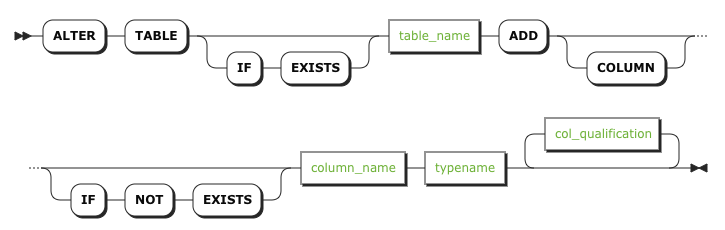 ALTER TABLE table_name ADD
IF EXISTS COLUMN
col_qualification
column_name typename
IF NOT EXISTS